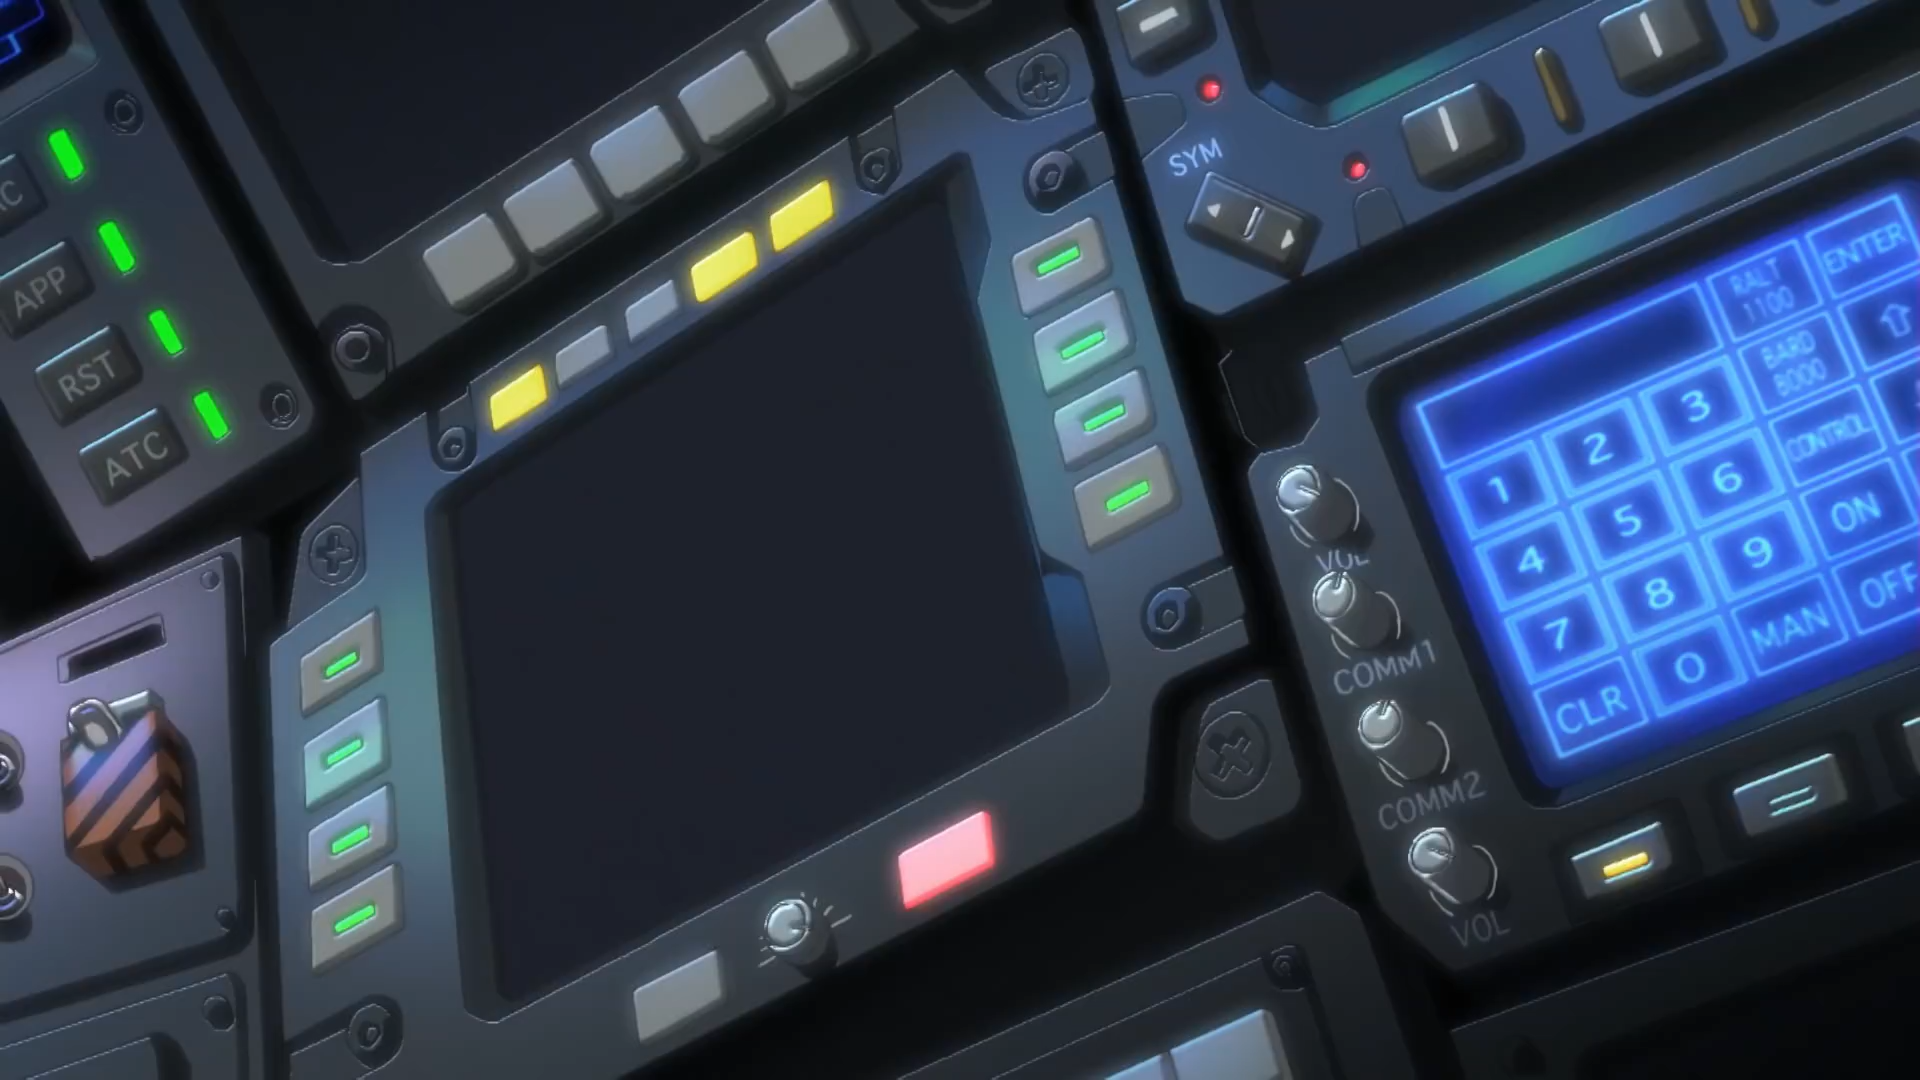 APP
RST
ATC
SYM
VOL
COMM1
COMM2
VOL
RALT
1100
ENTER
BARO
8000
1
2
3
CONTROL
4
5
6
ON
7
8
9
OFF
CLR
0
MAN